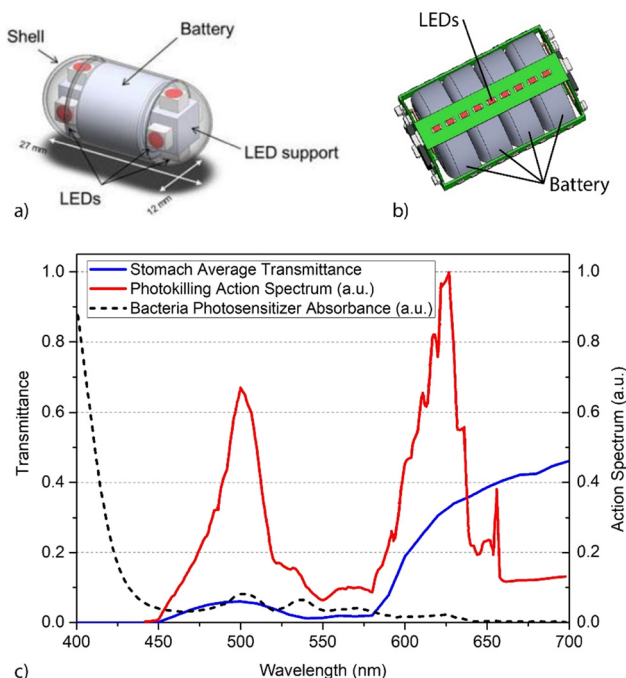 Shell
Battery
27 mm
LEDs
12 mm
LED support
a)
LEDs
Battery
b)
Stomach Average Transmittance
Photokilling Action Spectrum (a.u.)
Bacteria Photosensitizer Absorbance (a.u.)
1.0
0.8
0.6
0.4
0.2
0.0
Transmittance
1.0
0.8
0.6
0.4
0.2
0.0
Action Spectrum (a.u.)
400 450 500 550 600 650 700
Wavelength (nm)
c)